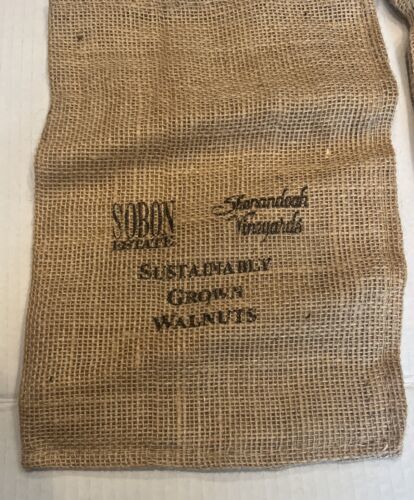 SOBON
ESTATE
Shenandoah
Vineyards
SUSTAINABLY
GROWN
WALNUTS